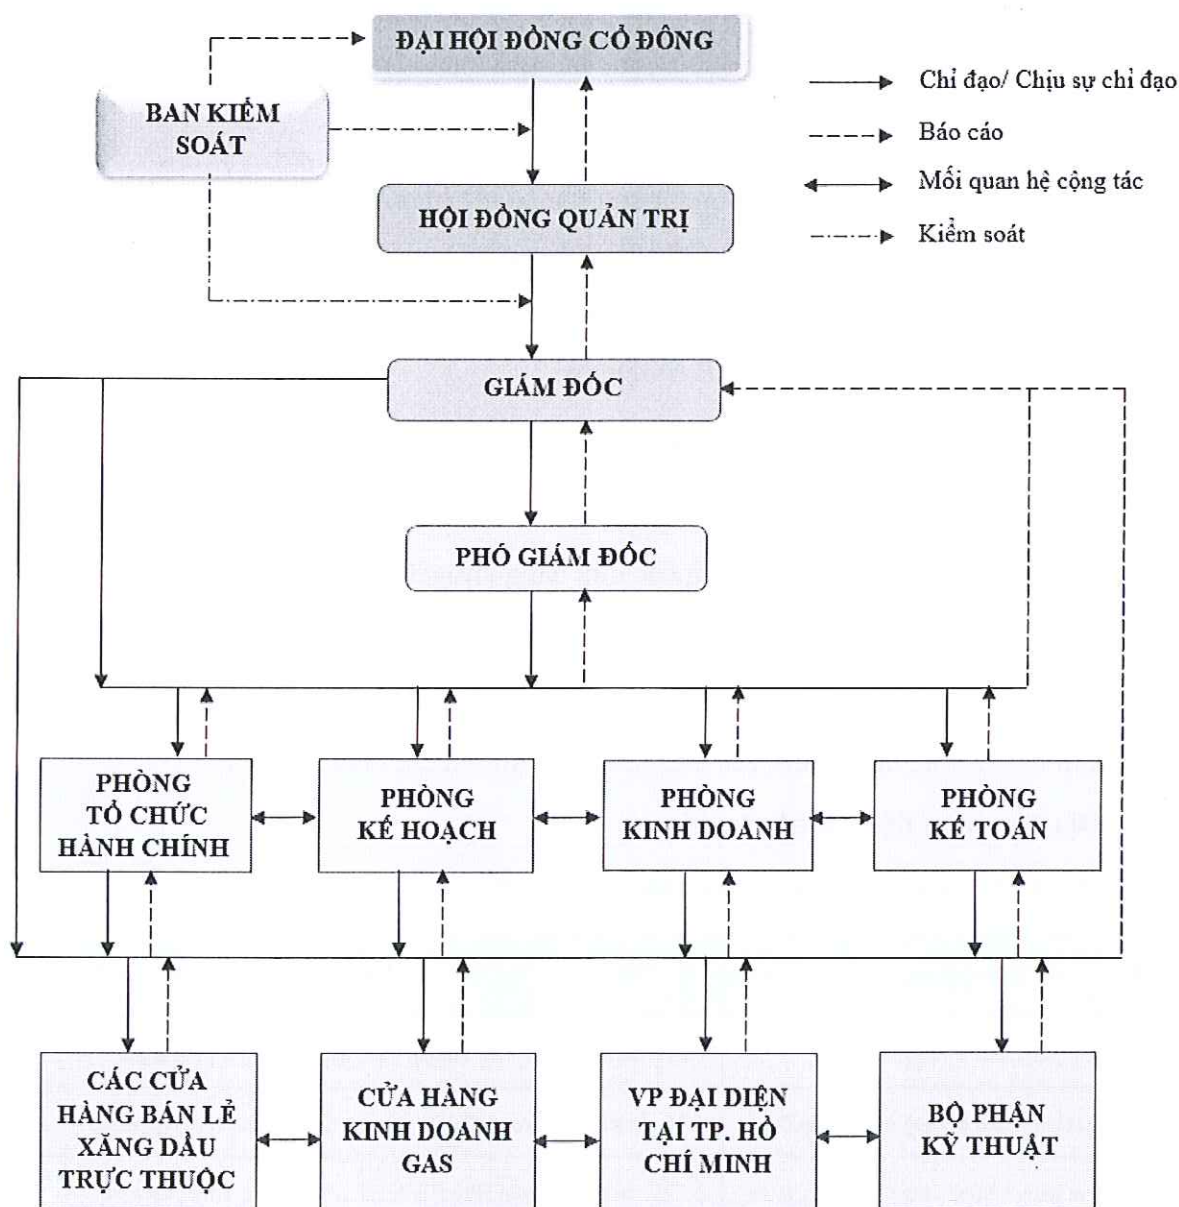 ĐẠI HỘI ĐỒNG CỔ ĐÔNG
BAN KIỂM
SOÁT
Chỉ đạo/ Chịu sự chỉ đạo
Báo cáo
Mối quan hệ cộng tác
Kiểm soát
HỘI ĐỒNG QUẢN TRỊ
GIÁM ĐỐC
PHÓ GIÁM ĐỐC
PHÒNG
TỔ CHỨC
HÀNH CHÍNH
PHÒNG
KẾ HOẠCH
PHÒNG
KINH DOANH
PHÒNG
KẾ TOÁN
CÁC CỬA
HÀNG BÁN LẺ
XĂNG DẦU
TRỰC THUỘC
CỬA HÀNG
KINH DOANH
GAS
VP ĐẠI DIỆN
TẠI TP. HỒ
CHÍ MINH
BỘ PHẬN
KỸ THUẬT